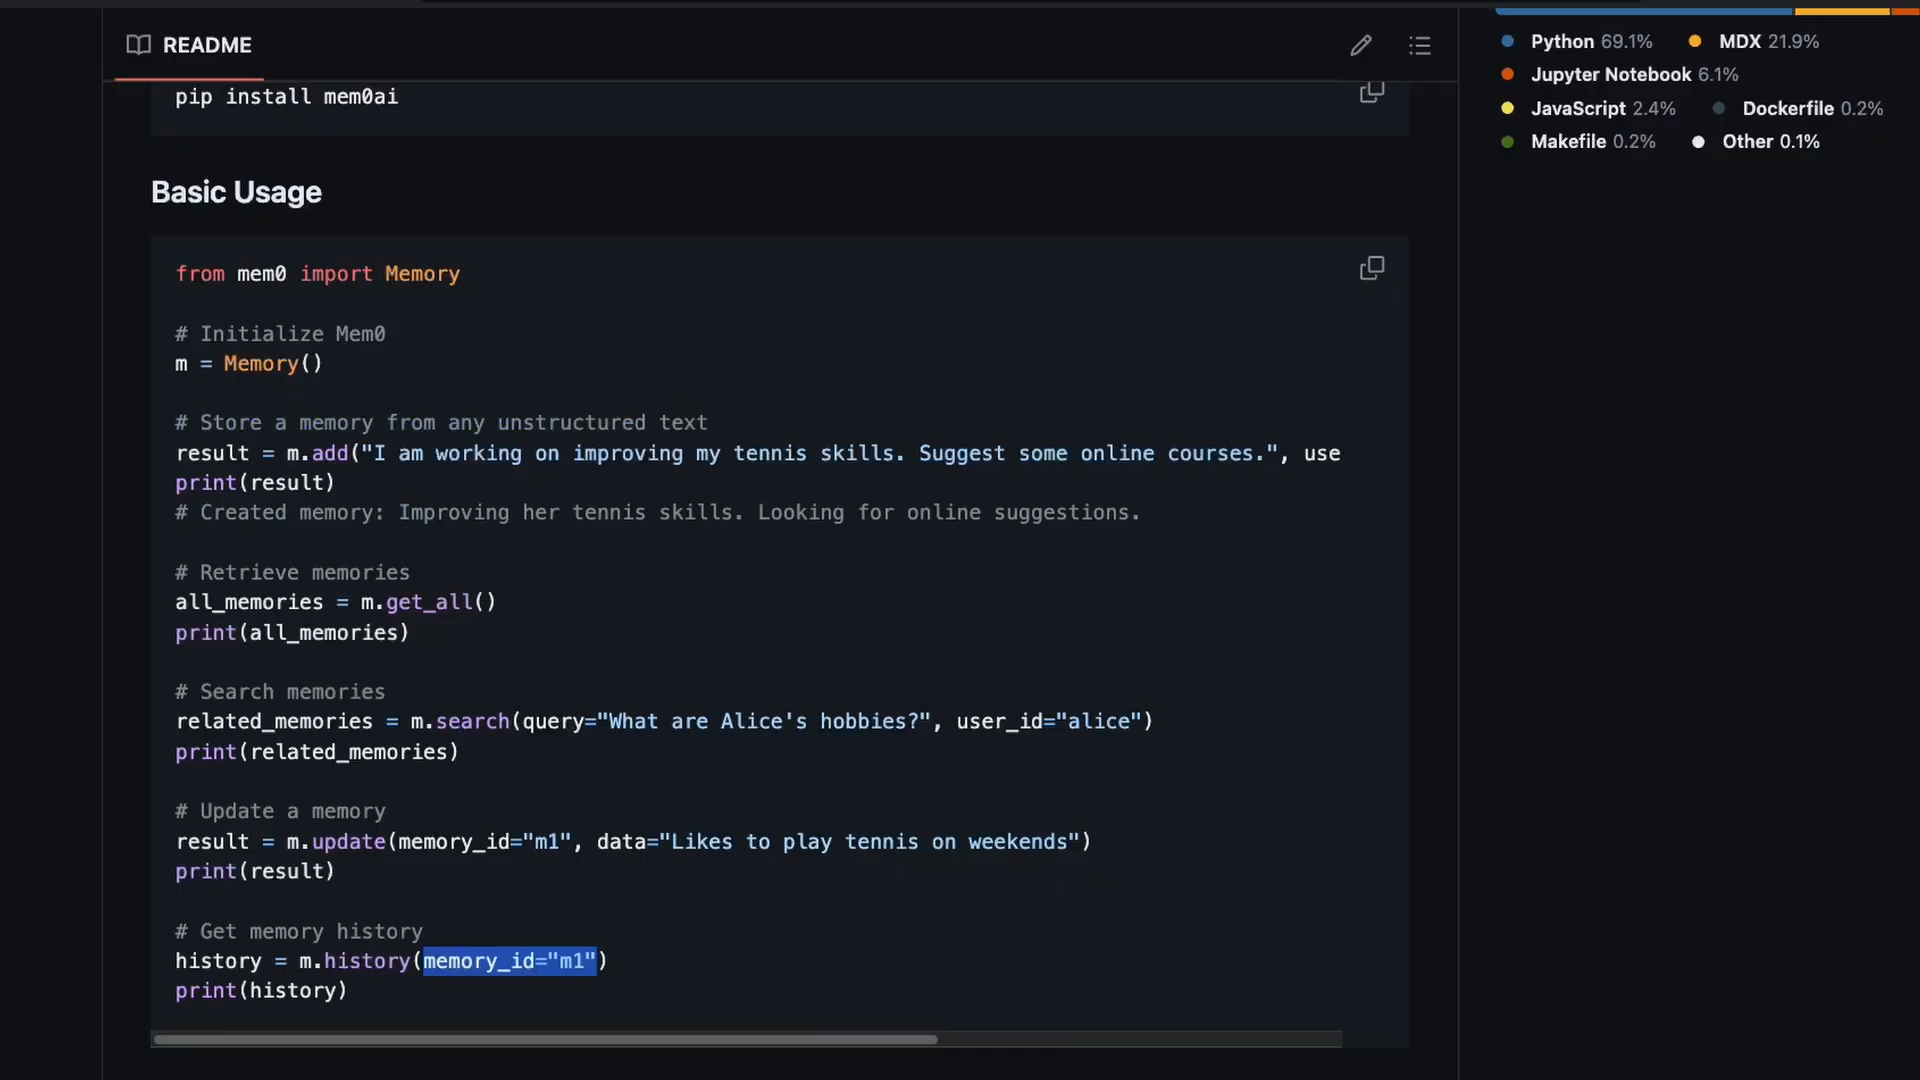 README
pip install mem0ai
Basic Usage
from mem0 import Memory
# Initialize Mem0
m = Memory()
# Store a memory from any unstructured text
result = m.add("I am working on improving my tennis skills. Suggest some online courses.", use
print(result)
# Created memory: Improving her tennis skills. Looking for online suggestions.
# Retrieve memories
all_memories = m.get_all()
print(all_memories)
# Search memories
related_memories = m.search(query="What are Alice's hobbies?", user_id="alice")
print(related_memories)
# Update a memory
result = m.update(memory_id="m1", data="Likes to play tennis on weekends")
print(result)
# Get memory history
history = m.history(memory_id="m1")
print(history)
Python 69.1% MDX 21.9%
Jupyter Notebook 6.1%
JavaScript 2.4% Dockerfile 0.2%
Makefile 0.2% Other 0.1%